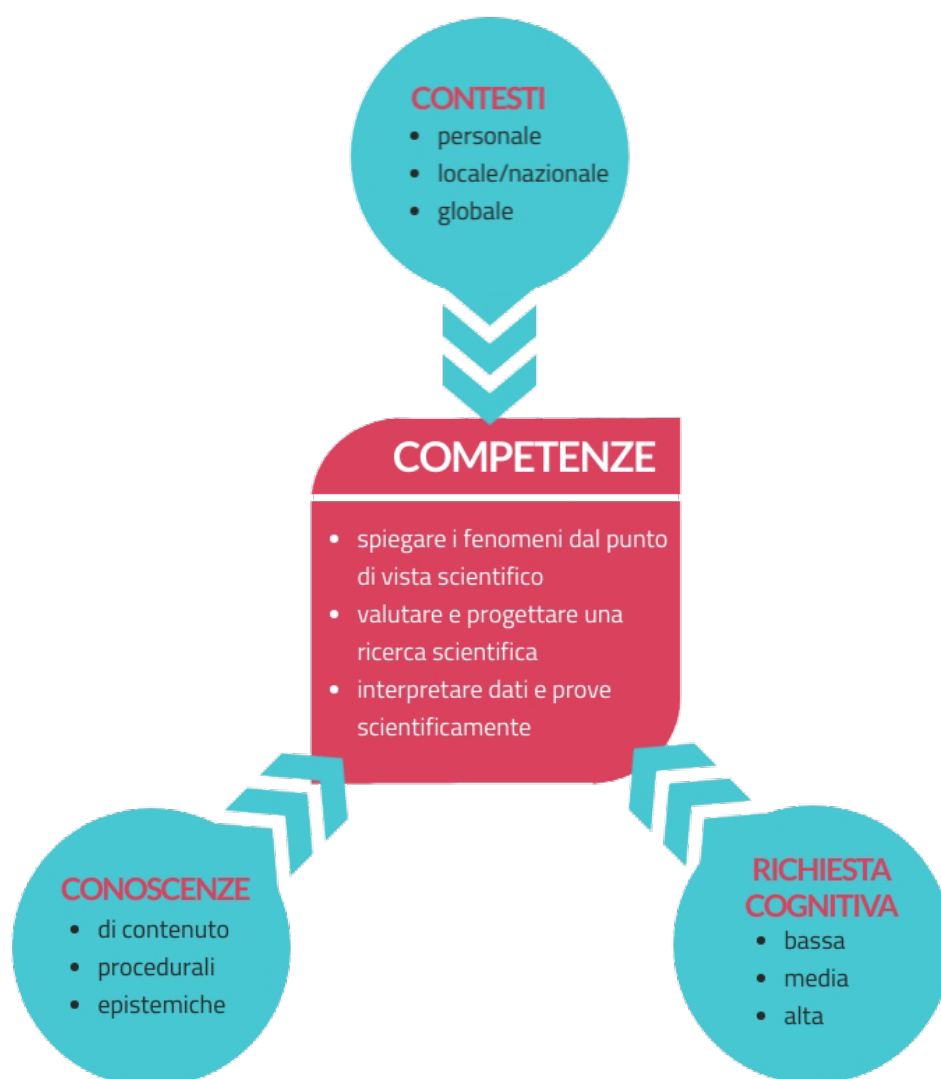 CONTESTI
• personale
• locale/nazionale
• globale
COMPETENZE
• spiegare i fenomeni dal punto
di vista scientifico
• valutare e progettare una
ricerca scientifica
• interpretare dati e prove
scientificamente
CONOSCENZE
• di contenuto
• procedurali
• epistemiche
RICHIESTA
COGNITIVA
• bassa
• media
• alta